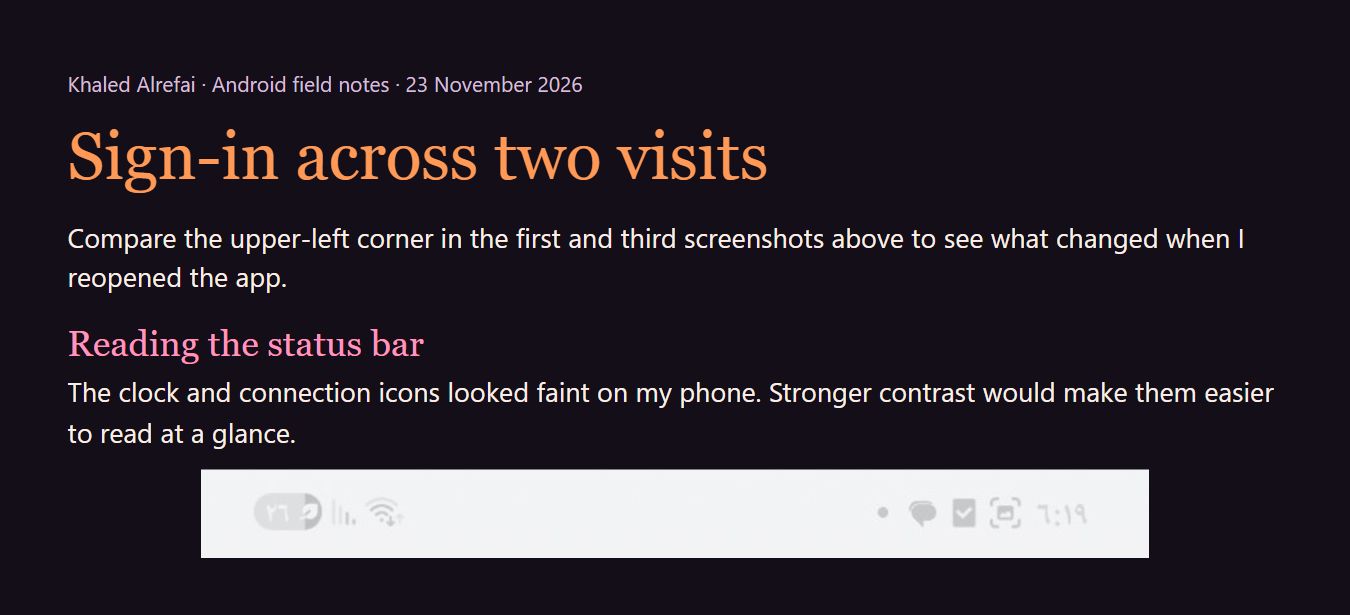 Khaled Alrefai · Android field notes · 23 November 2026
Sign-in across two visits
Compare the upper-left corner in the first and third screenshots above to see what changed when I
reopened the app.
Reading the status bar
The clock and connection icons looked faint on my phone. Stronger contrast would make them easier
to read at a glance.
٢٦ ٦:١٩